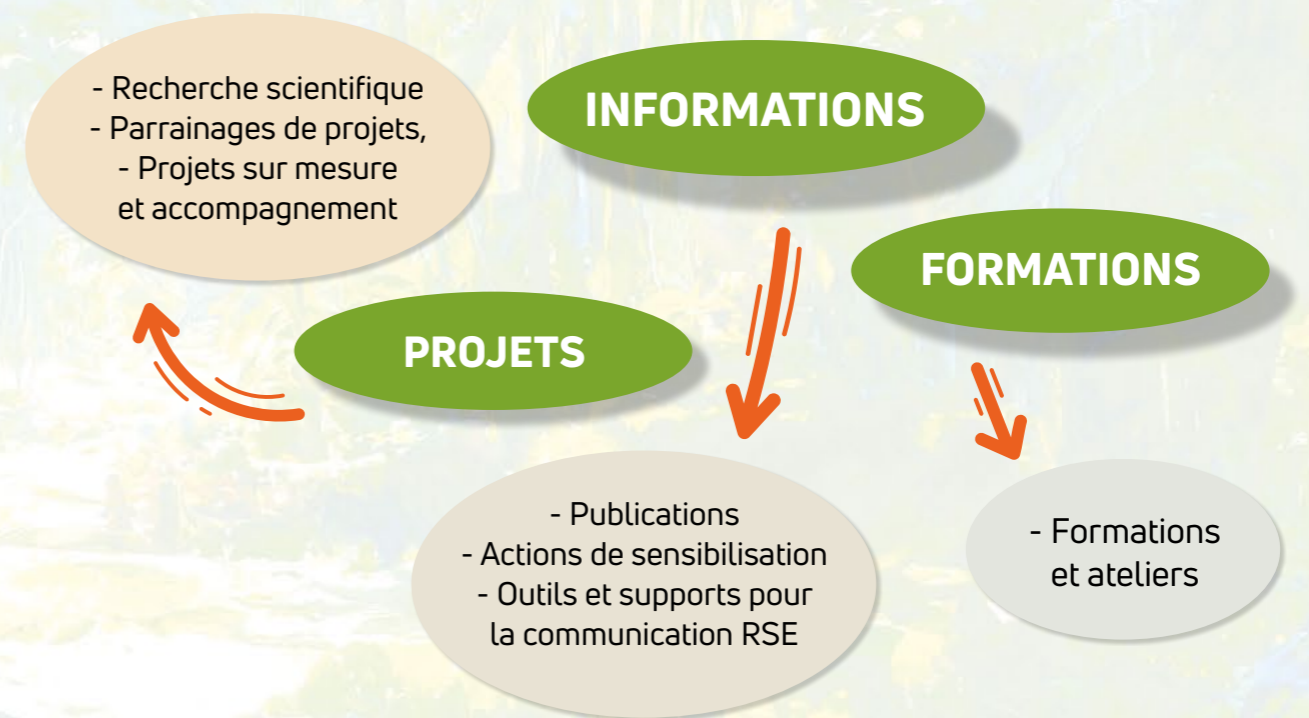 - Recherche scientifique
- Parrainages de projets,
- Projets sur mesure
et accompagnement
INFORMATIONS
FORMATIONS
PROJETS
- Publications
- Actions de sensibilisation
- Outils et supports pour
la communication RSE
- Formations
et ateliers